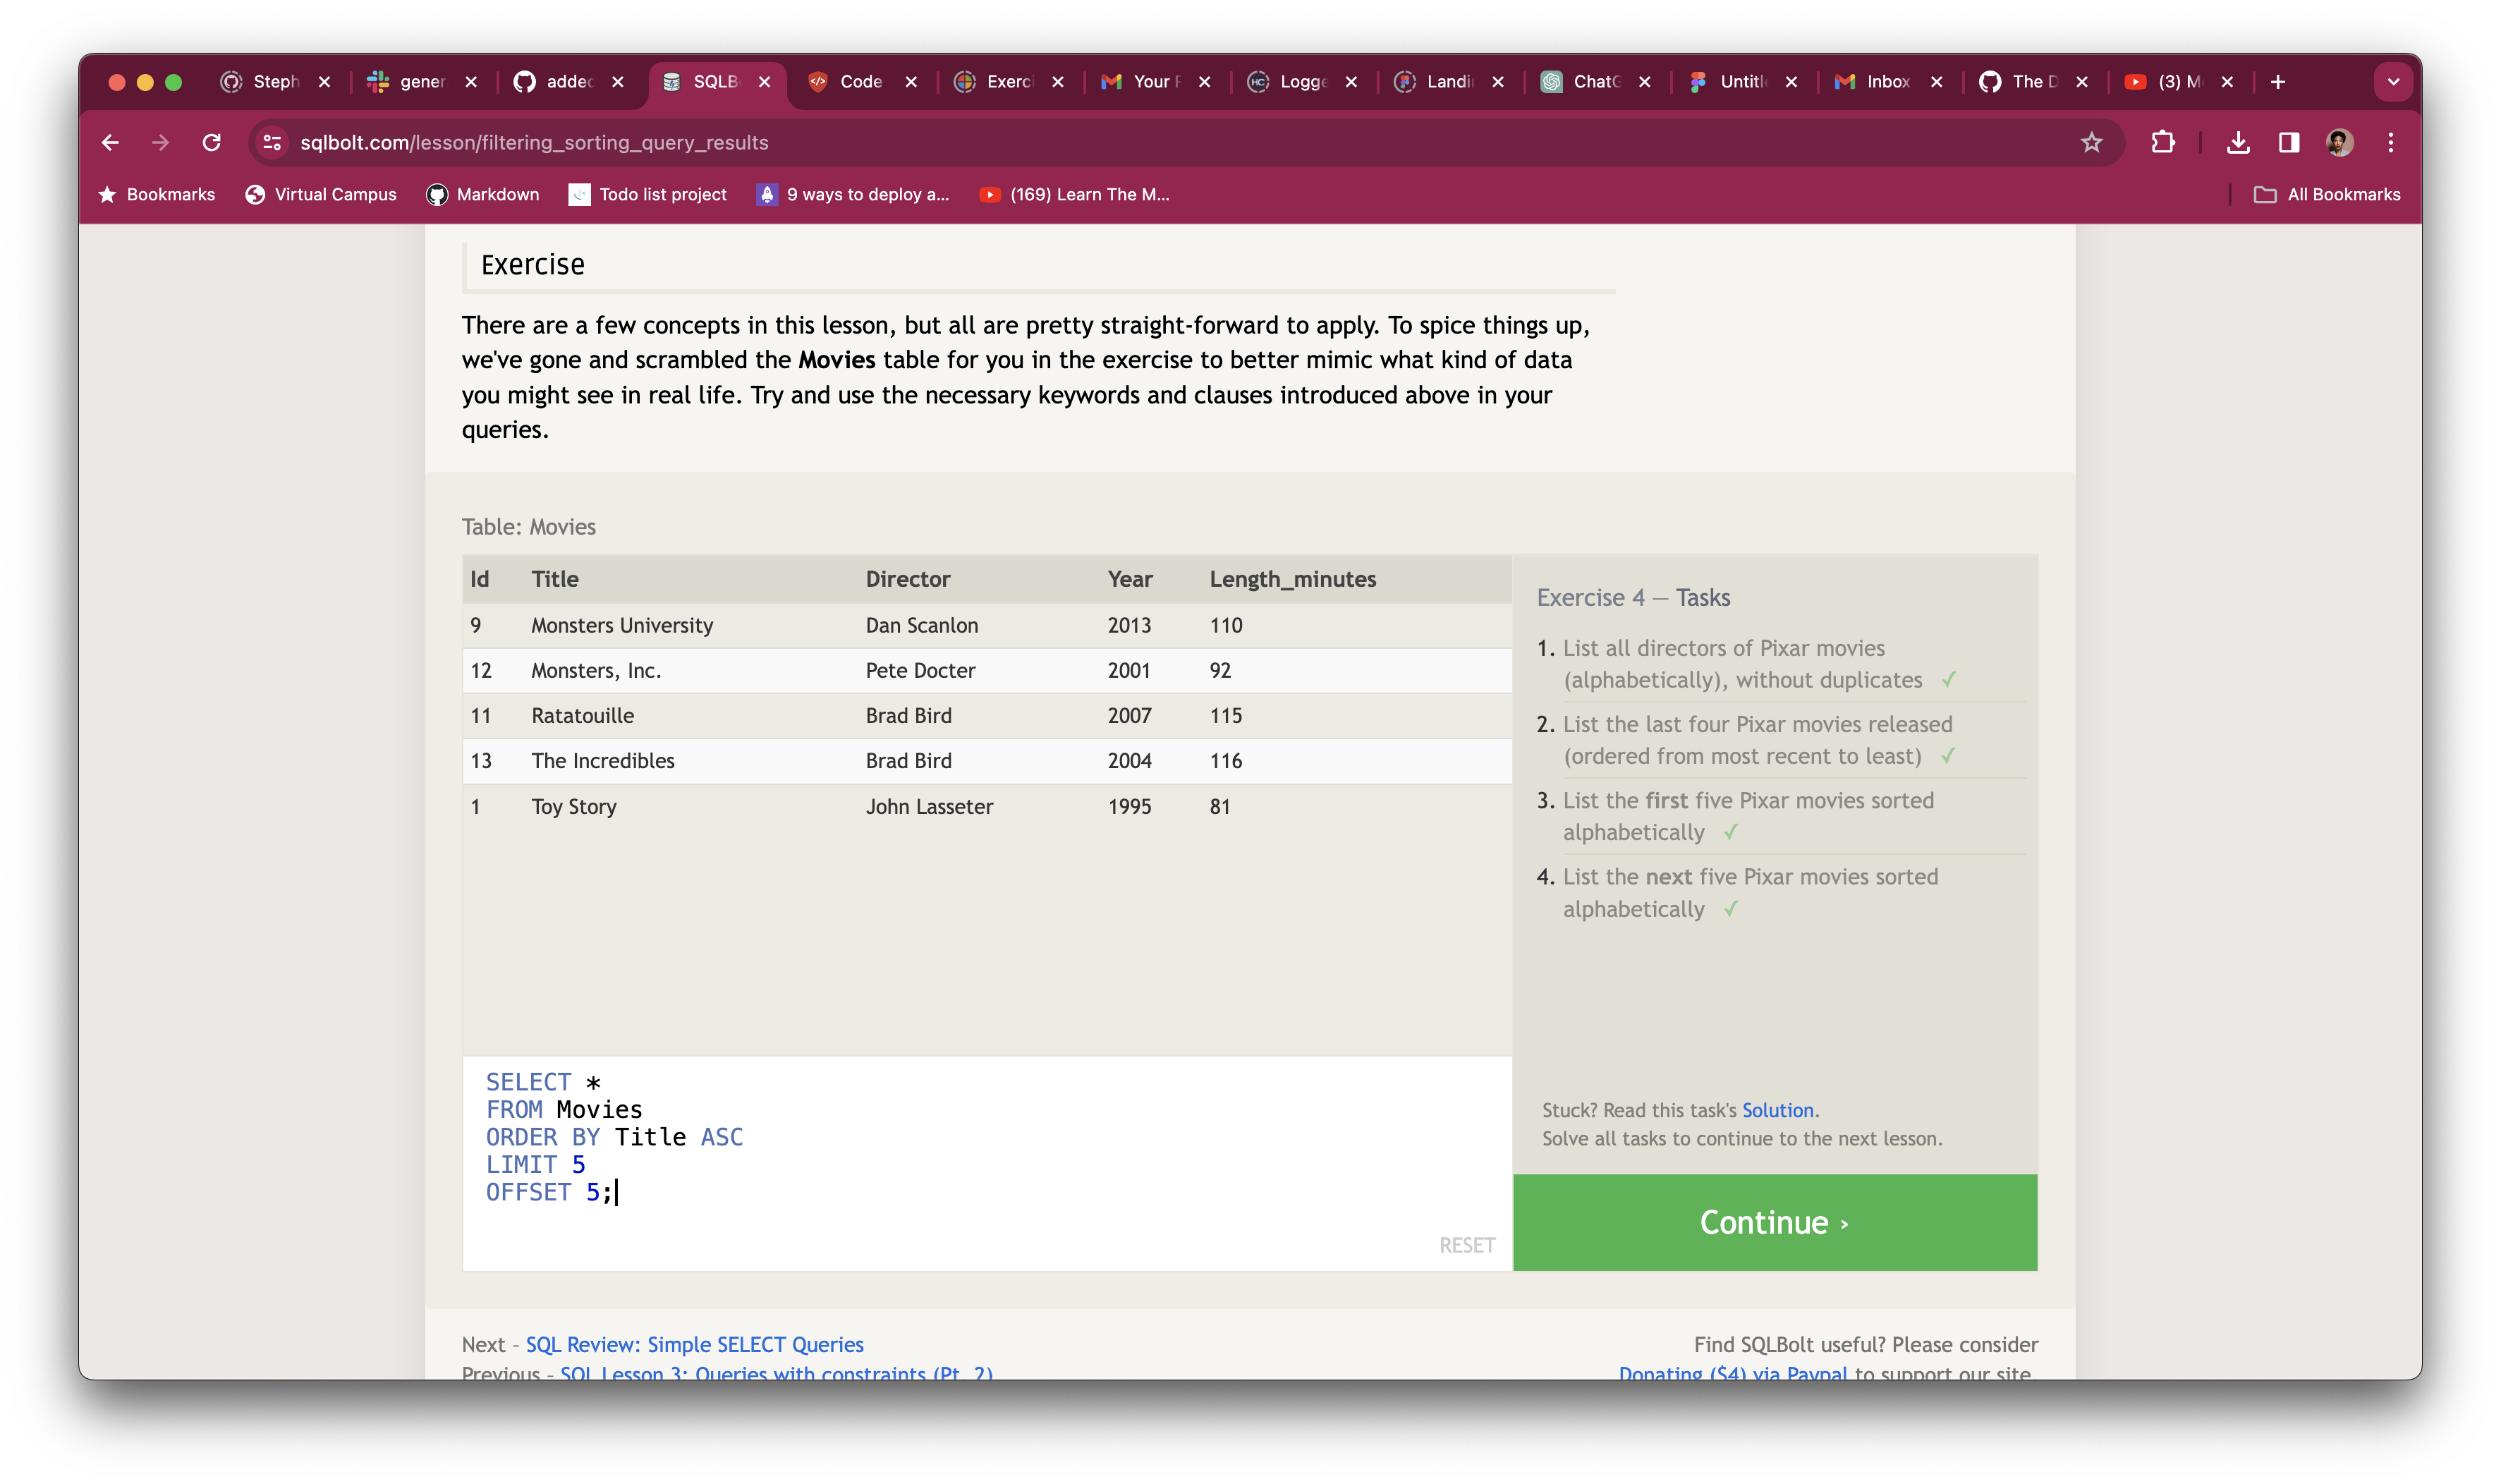 Steph
gener
added
SQLB
Code
Exerci
Your F
HC
Logge
Landi
ChatG
Untitl
Inbox
The D
(3) M
sqlbolt.com/lesson/filtering_sorting_query_results
Bookmarks
Virtual Campus
Markdown
Todo list project
9 ways to deploy a...
(169) Learn The M...
All Bookmarks
Exercise
There are a few concepts in this lesson, but all are pretty straight-forward to apply. To spice things up,
we've gone and scrambled the Movies table for you in the exercise to better mimic what kind of data
you might see in real life. Try and use the necessary keywords and clauses introduced above in your
queries.
Table: Movies
Id Title Director Year Length_minutes
9 Monsters University Dan Scanlon 2013 110
12 Monsters, Inc. Pete Docter 2001 92
11 Ratatouille Brad Bird 2007 115
13 The Incredibles Brad Bird 2004 116
1 Toy Story John Lasseter 1995 81
SELECT *
FROM Movies
ORDER BY Title ASC
LIMIT 5
OFFSET 5;
RESET
Exercise 4 — Tasks
1. List all directors of Pixar movies
(alphabetically), without duplicates ✓
2. List the last four Pixar movies released
(ordered from most recent to least) ✓
3. List the first five Pixar movies sorted
alphabetically ✓
4. List the next five Pixar movies sorted
alphabetically ✓
Stuck? Read this task's Solution.
Solve all tasks to continue to the next lesson.
Continue ›
Next – SQL Review: Simple SELECT Queries
Previous – SQL Lesson 3: Queries with constraints (Pt. 2)
Find SQLBolt useful? Please consider
Donating ($4) via Paypal to support our site.